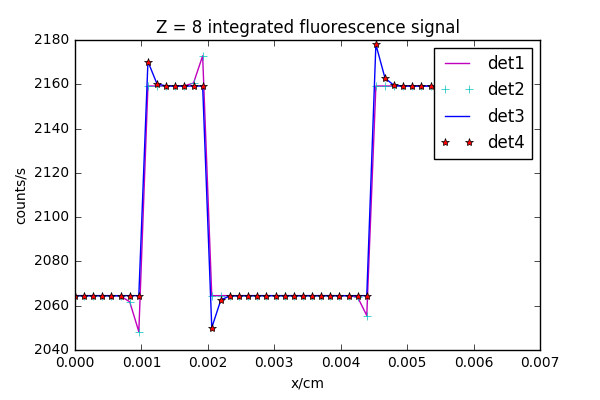 Z = 8 integrated fluorescence signal
2180
2160
2140
2120
2100
2080
2060
2040
counts/s
det1
det2
det3
det4
0.000 0.001 0.002 0.003 0.004 0.005 0.006 0.007
x/cm